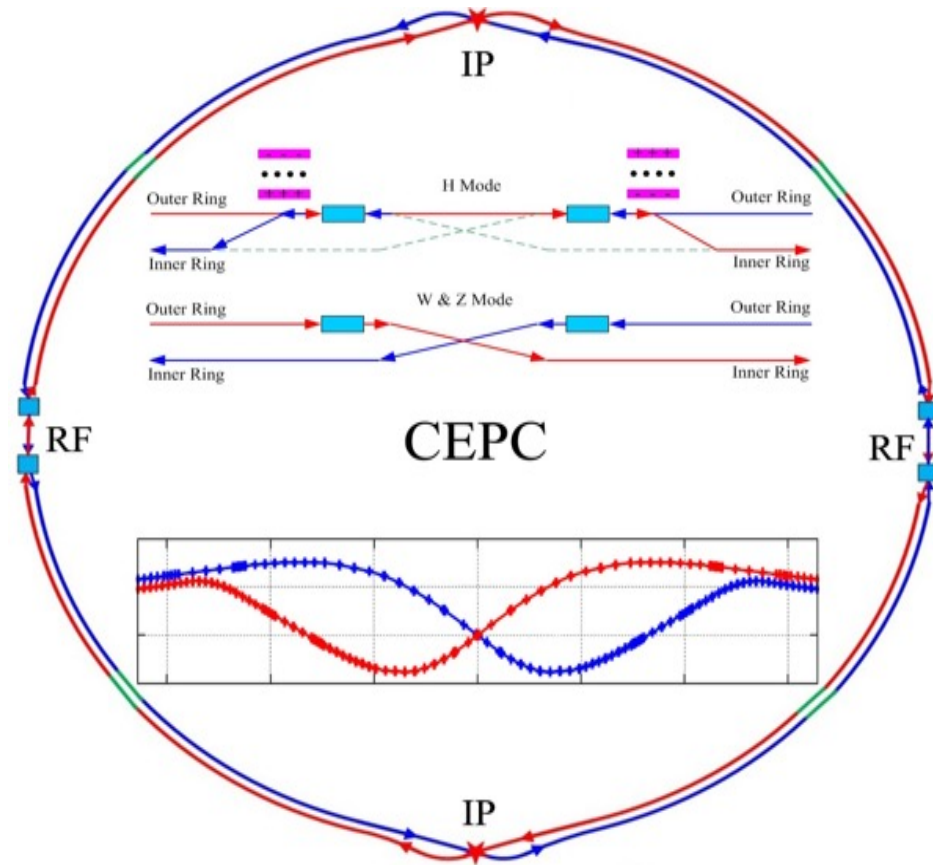 IP
H Mode
Outer Ring
Outer Ring
Inner Ring
Inner Ring
W & Z Mode
Outer Ring
Outer Ring
Inner Ring
Inner Ring
RF
CEPC
RF
IP